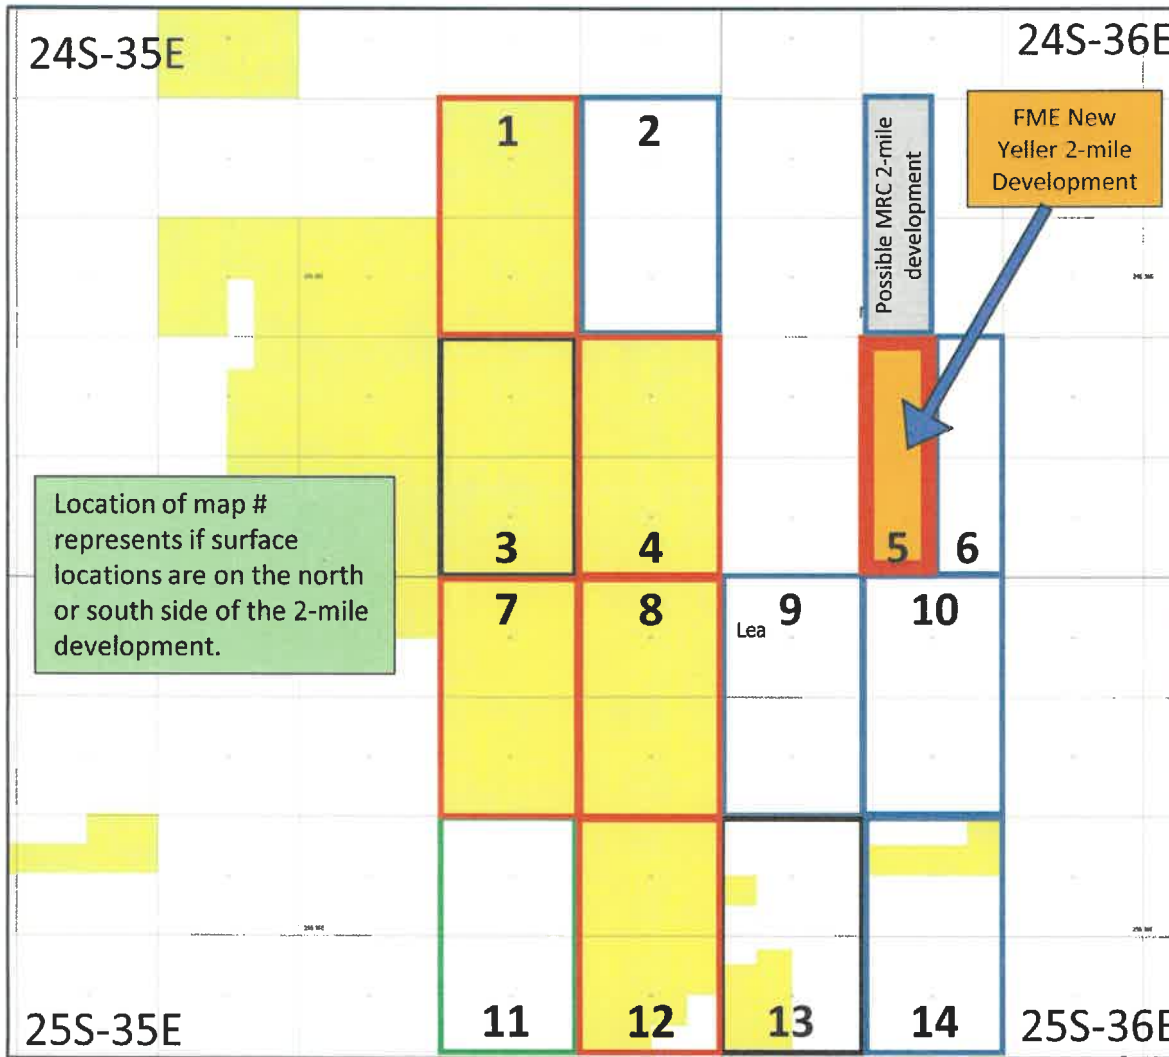 24S-35E
24S-36E
1
2
Possible MRC 2-mile
development
FME New
Yeller 2-mile
Development
Location of map #
represents if surface
locations are on the north
or south side of the 2-mile
development.
3
4
5
6
7
8
Lea
9
10
25S-35E
11
12
13
14
25S-36E